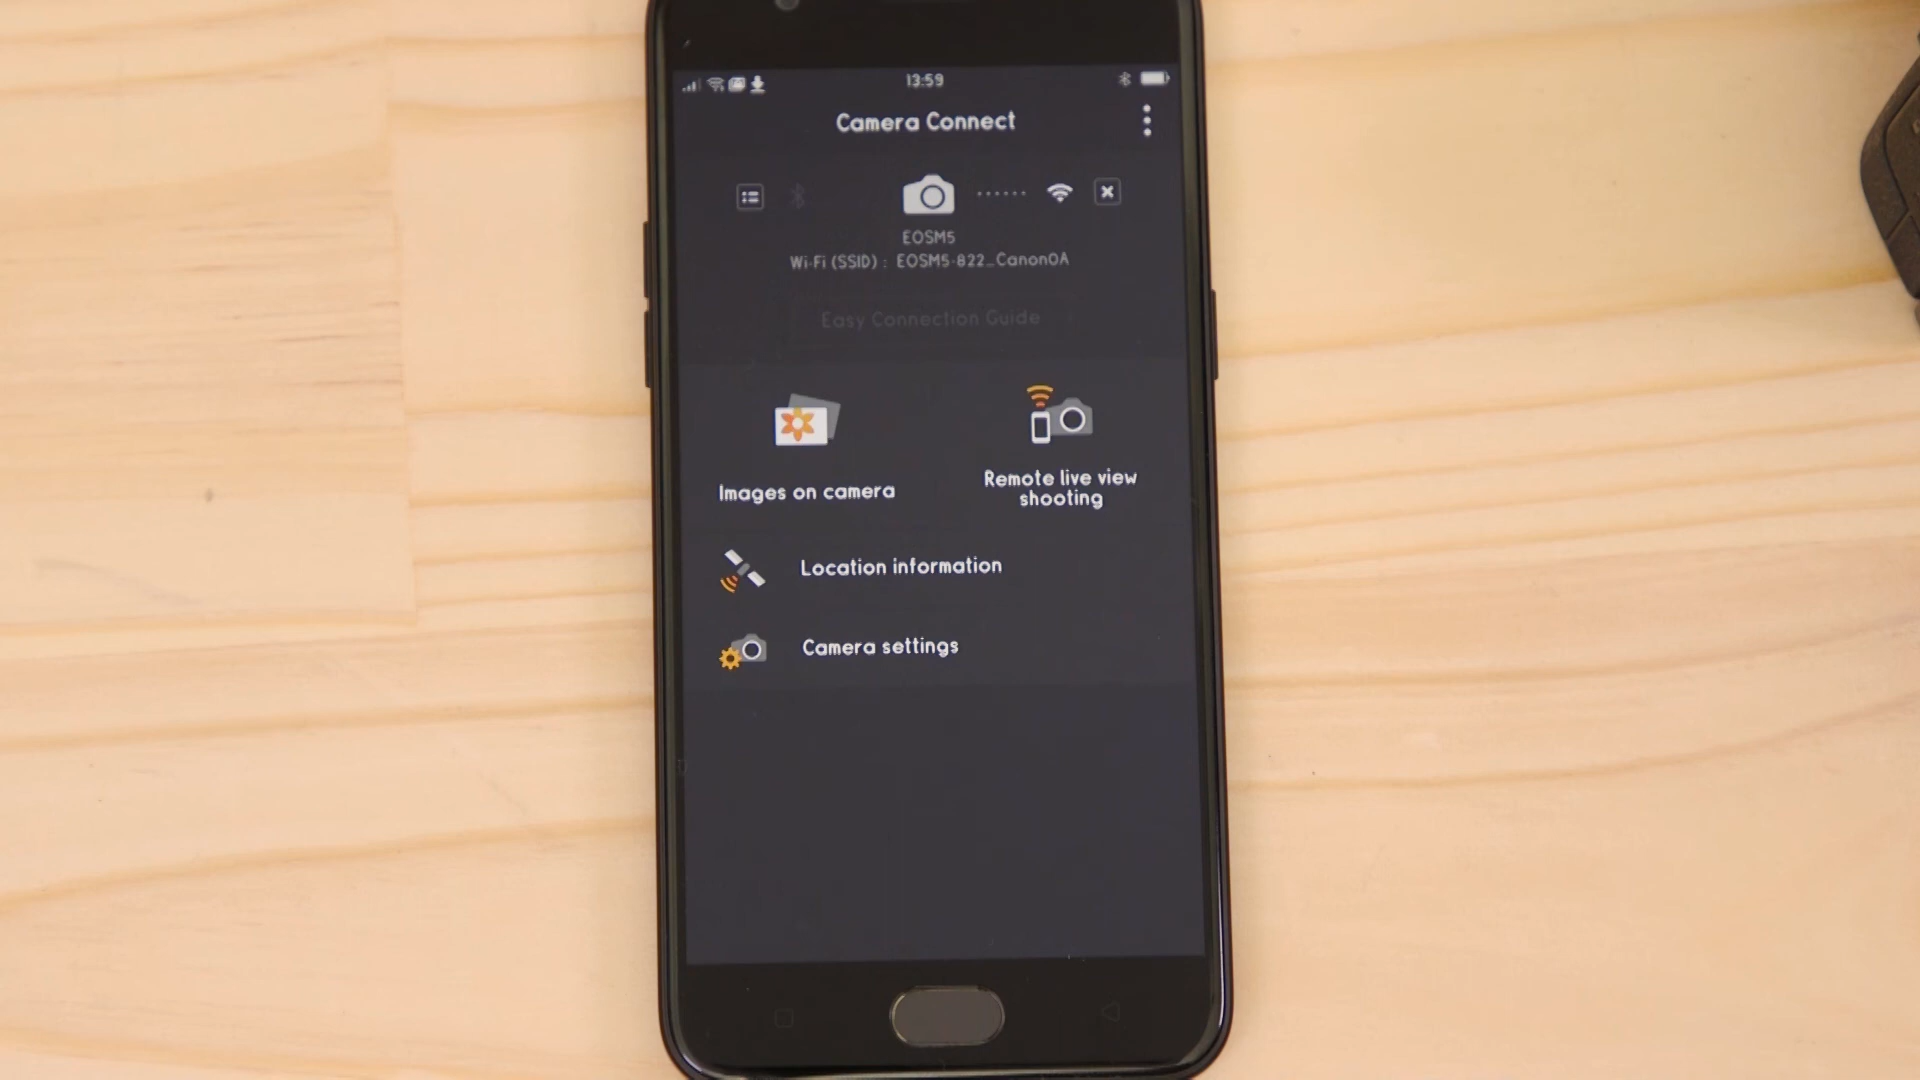 13:59
Camera Connect
EOSM5
Wi-Fi (SSID) : EOSM5-822_Canon0A
Easy Connection Guide
Images on camera
Remote live view
shooting
Location information
Camera settings